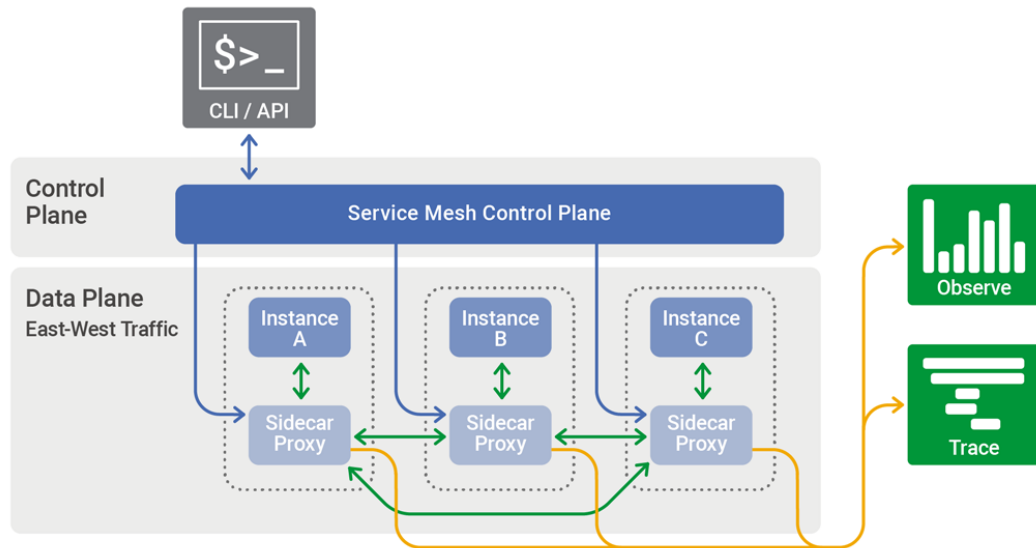 $>_
CLI / API
Control
Plane
Service Mesh Control Plane
Data Plane
East-West Traffic
Instance
A
Instance
B
Instance
C
Sidecar
Proxy
Sidecar
Proxy
Sidecar
Proxy
Observe
Trace